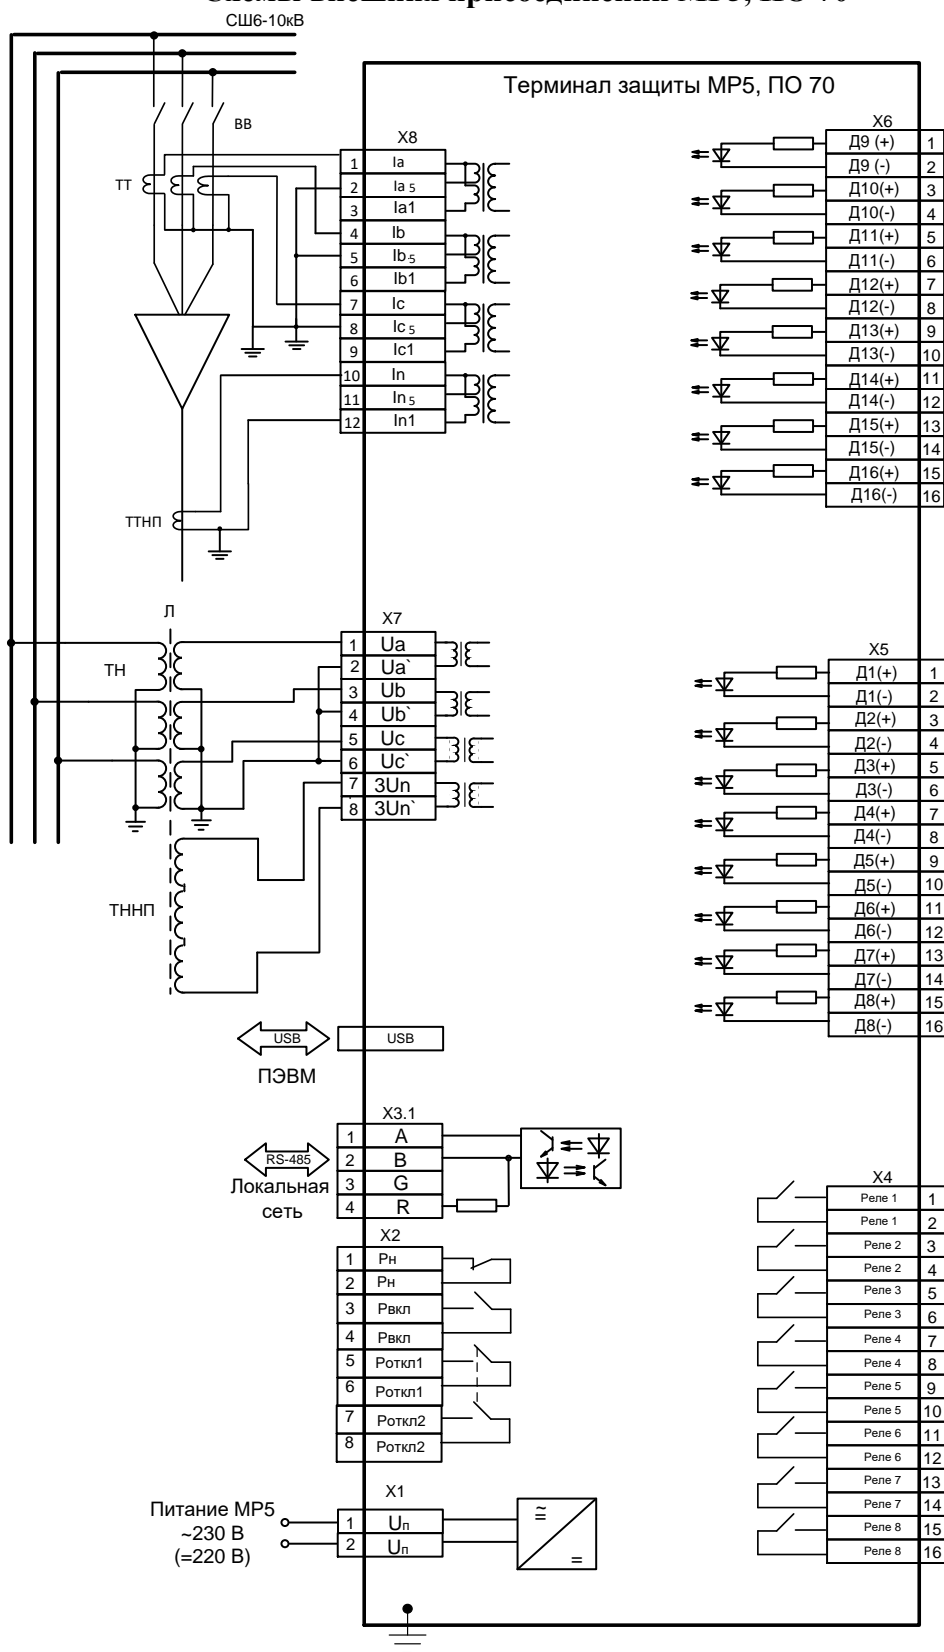 СШ6-10кВ
Терминал защиты МР5, ПО 70
ВВ
ТТ
X8
1 Ia
2 Ia 5
3 Ia1
4 Ib
5 Ib 5
6 Ib1
7 Ic
8 Ic 5
9 Ic1
10 In
11 In 5
12 In1
ТТНП
X6
Д9 (+) 1
Д9 (-) 2
Д10(+) 3
Д10(-) 4
Д11(+) 5
Д11(-) 6
Д12(+) 7
Д12(-) 8
Д13(+) 9
Д13(-) 10
Д14(+) 11
Д14(-) 12
Д15(+) 13
Д15(-) 14
Д16(+) 15
Д16(-) 16
Л
ТН
X7
1 Ua
2 Ua`
3 Ub
4 Ub`
5 Uc
6 Uc`
7 3Un
8 3Un`
ТННП
X5
Д1(+) 1
Д1(-) 2
Д2(+) 3
Д2(-) 4
Д3(+) 5
Д3(-) 6
Д4(+) 7
Д4(-) 8
Д5(+) 9
Д5(-) 10
Д6(+) 11
Д6(-) 12
Д7(+) 13
Д7(-) 14
Д8(+) 15
Д8(-) 16
USB
USB
ПЭВМ
X3.1
1 A
2 B
3 G
4 R
RS-485
Локальная
сеть
X2
1 Рн
2 Рн
3 Рвкл
4 Рвкл
5 Роткл1
6 Роткл1
7 Роткл2
8 Роткл2
X4
Реле 1 1
Реле 1 2
Реле 2 3
Реле 2 4
Реле 3 5
Реле 3 6
Реле 4 7
Реле 4 8
Реле 5 9
Реле 5 10
Реле 6 11
Реле 6 12
Реле 7 13
Реле 7 14
Реле 8 15
Реле 8 16
X1
1 Uп
2 Uп
Питание МР5
~230 В
(=220 В)